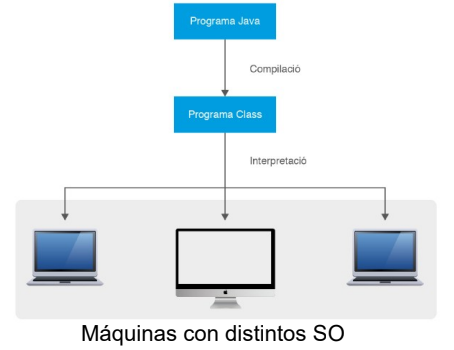 Programa Java
Compilació
Programa Class
Interpretació
Máquinas con distintos SO